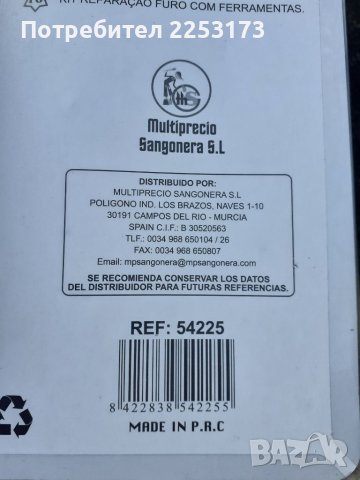 Потребител 2253173
KIT REPARAÇÃO FURO COM FERRAMENTAS.
Multiprecio
Sangonera S.L
DISTRIBUIDO POR:
MULTIPRECIO SANGONERA S.L
POLIGONO IND. LOS BRAZOS, NAVES 1-10
30191 CAMPOS DEL RIO - MURCIA
SPAIN C.I.F.: B 30520563
TLF.: 0034 968 650104 / 26
FAX: 0034 968 650807
Email: mpsangonera@mpsangonera.com
SE RECOMIENDA CONSERVAR LOS DATOS
DEL DISTRIBUIDOR PARA FUTURAS REFERENCIAS.
REF: 54225
8 422838 542255
MADE IN P.R.C
BAZAR